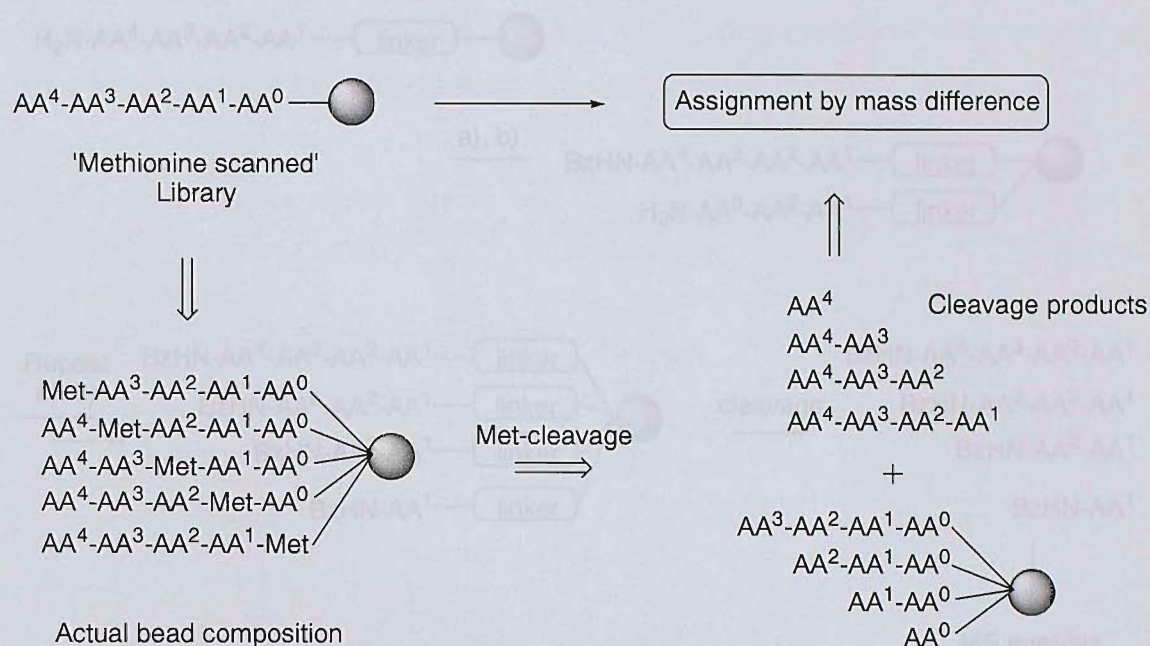 AA⁴-AA³-AA²-AA¹-AA⁰
Assignment by mass difference
'Methionine scanned'
Library
AA⁴
Cleavage products
AA⁴-AA³
AA⁴-AA³-AA²
AA⁴-AA³-AA²-AA¹
Met-AA³-AA²-AA¹-AA⁰
AA⁴-Met-AA²-AA¹-AA⁰
AA⁴-AA³-Met-AA¹-AA⁰
AA⁴-AA³-AA²-Met-AA⁰
AA⁴-AA³-AA²-AA¹-Met
Met-cleavage
+
AA³-AA²-AA¹-AA⁰
AA²-AA¹-AA⁰
AA¹-AA⁰
AA⁰
Actual bead composition